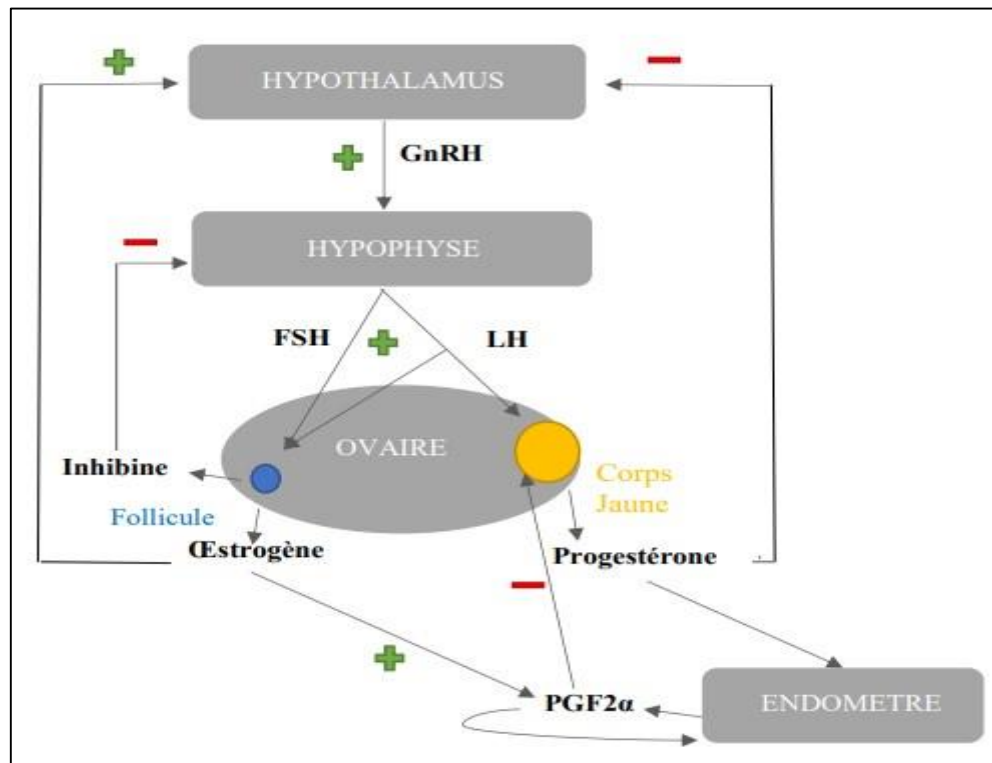 HYPOTHALAMUS
GnRH
HYPOPHYSE
FSH
LH
OVAIRE
Inhibine
Corps
Jaune
Follicule
Œstrogène
Progestérone
PGF2α
ENDOMETRE